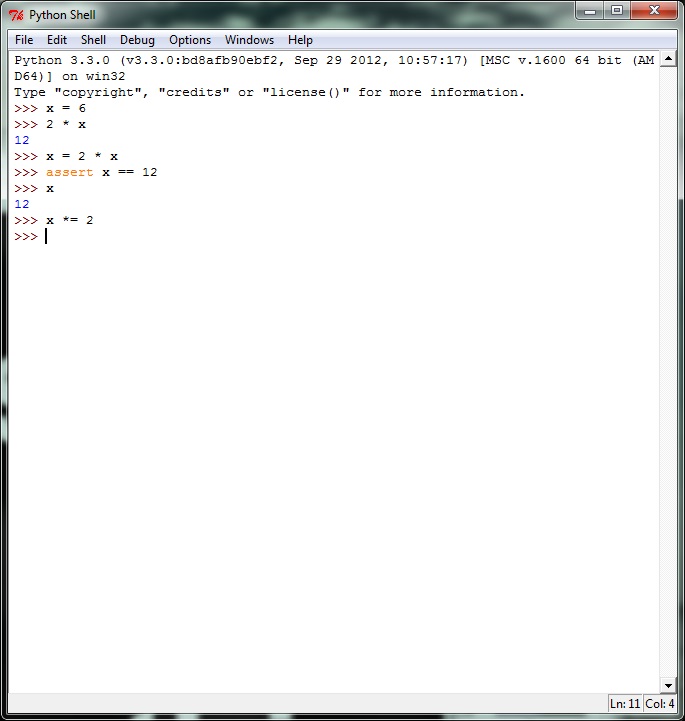 Python Shell
File Edit Shell Debug Options Windows Help
Python 3.3.0 (v3.3.0:bd8afb90ebf2, Sep 29 2012, 10:57:17) [MSC v.1600 64 bit (AM
D64)] on win32
Type "copyright", "credits" or "license()" for more information.
>>> x = 6
>>> 2 * x
12
>>> x = 2 * x
>>> assert x == 12
>>> x
12
>>> x *= 2
>>>
Ln: 11 Col: 4